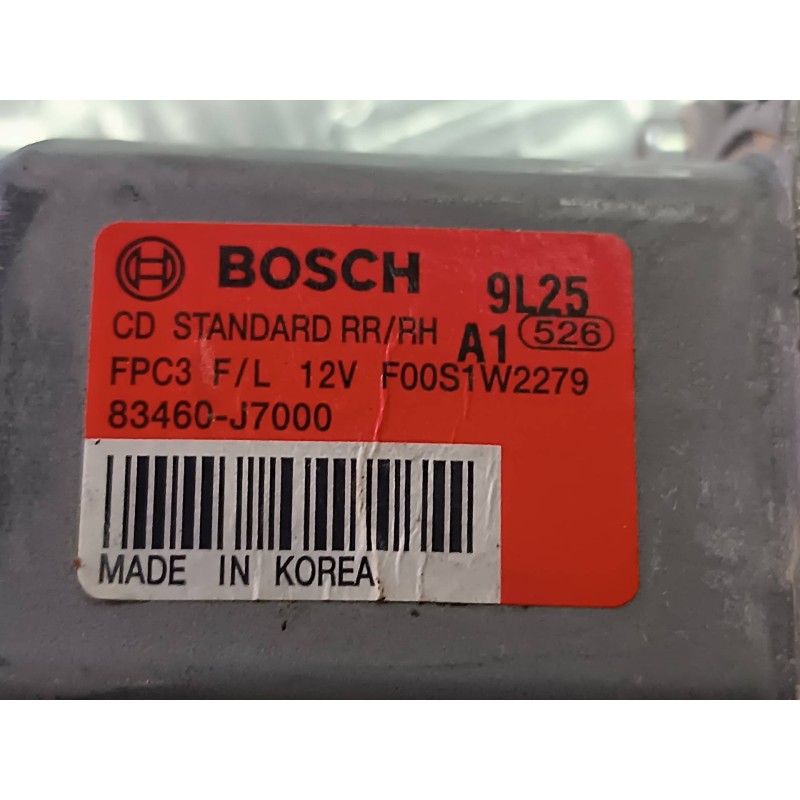 BOSCH 9L25
CD STANDARD RR/RH A1 526
FPC3 F/L 12V F00S1W2279
83460-J7000
MADE IN KOREA